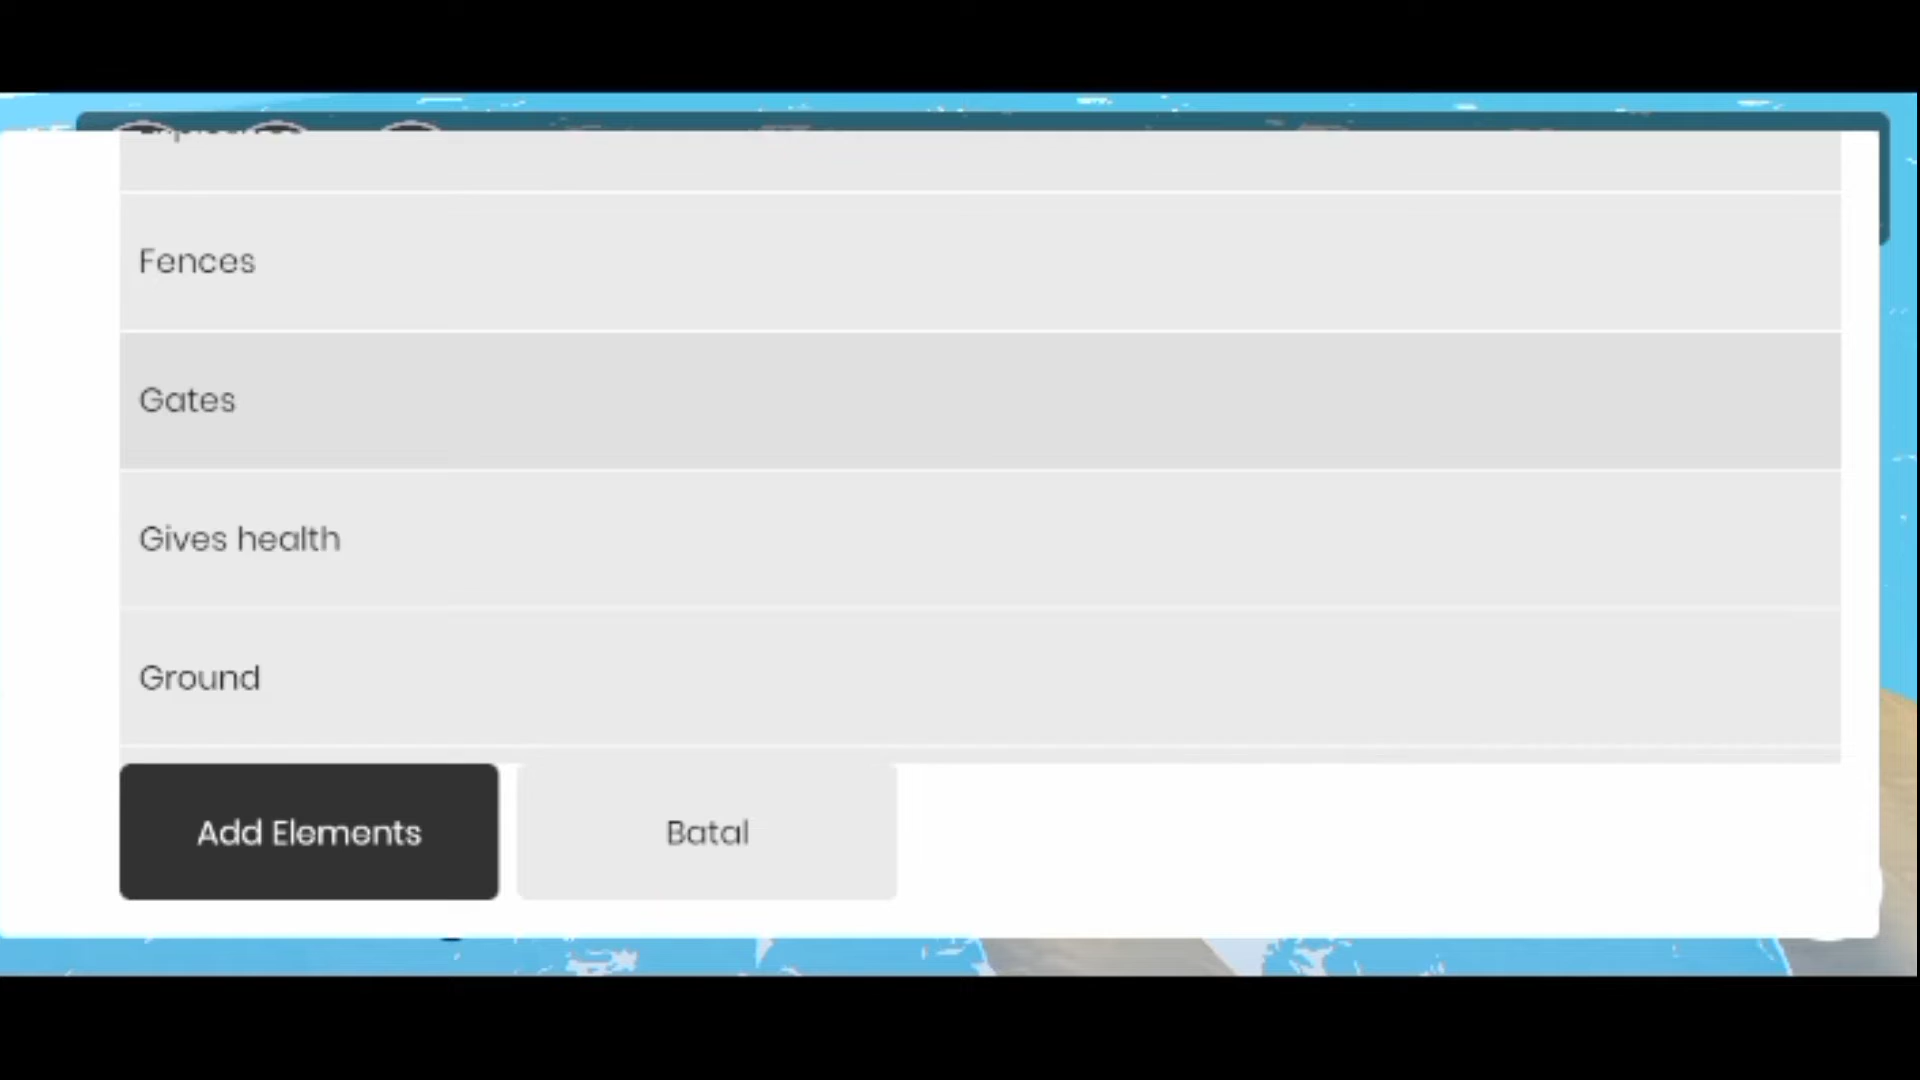 Fences
Gates
Gives health
Ground
Add Elements
Batal